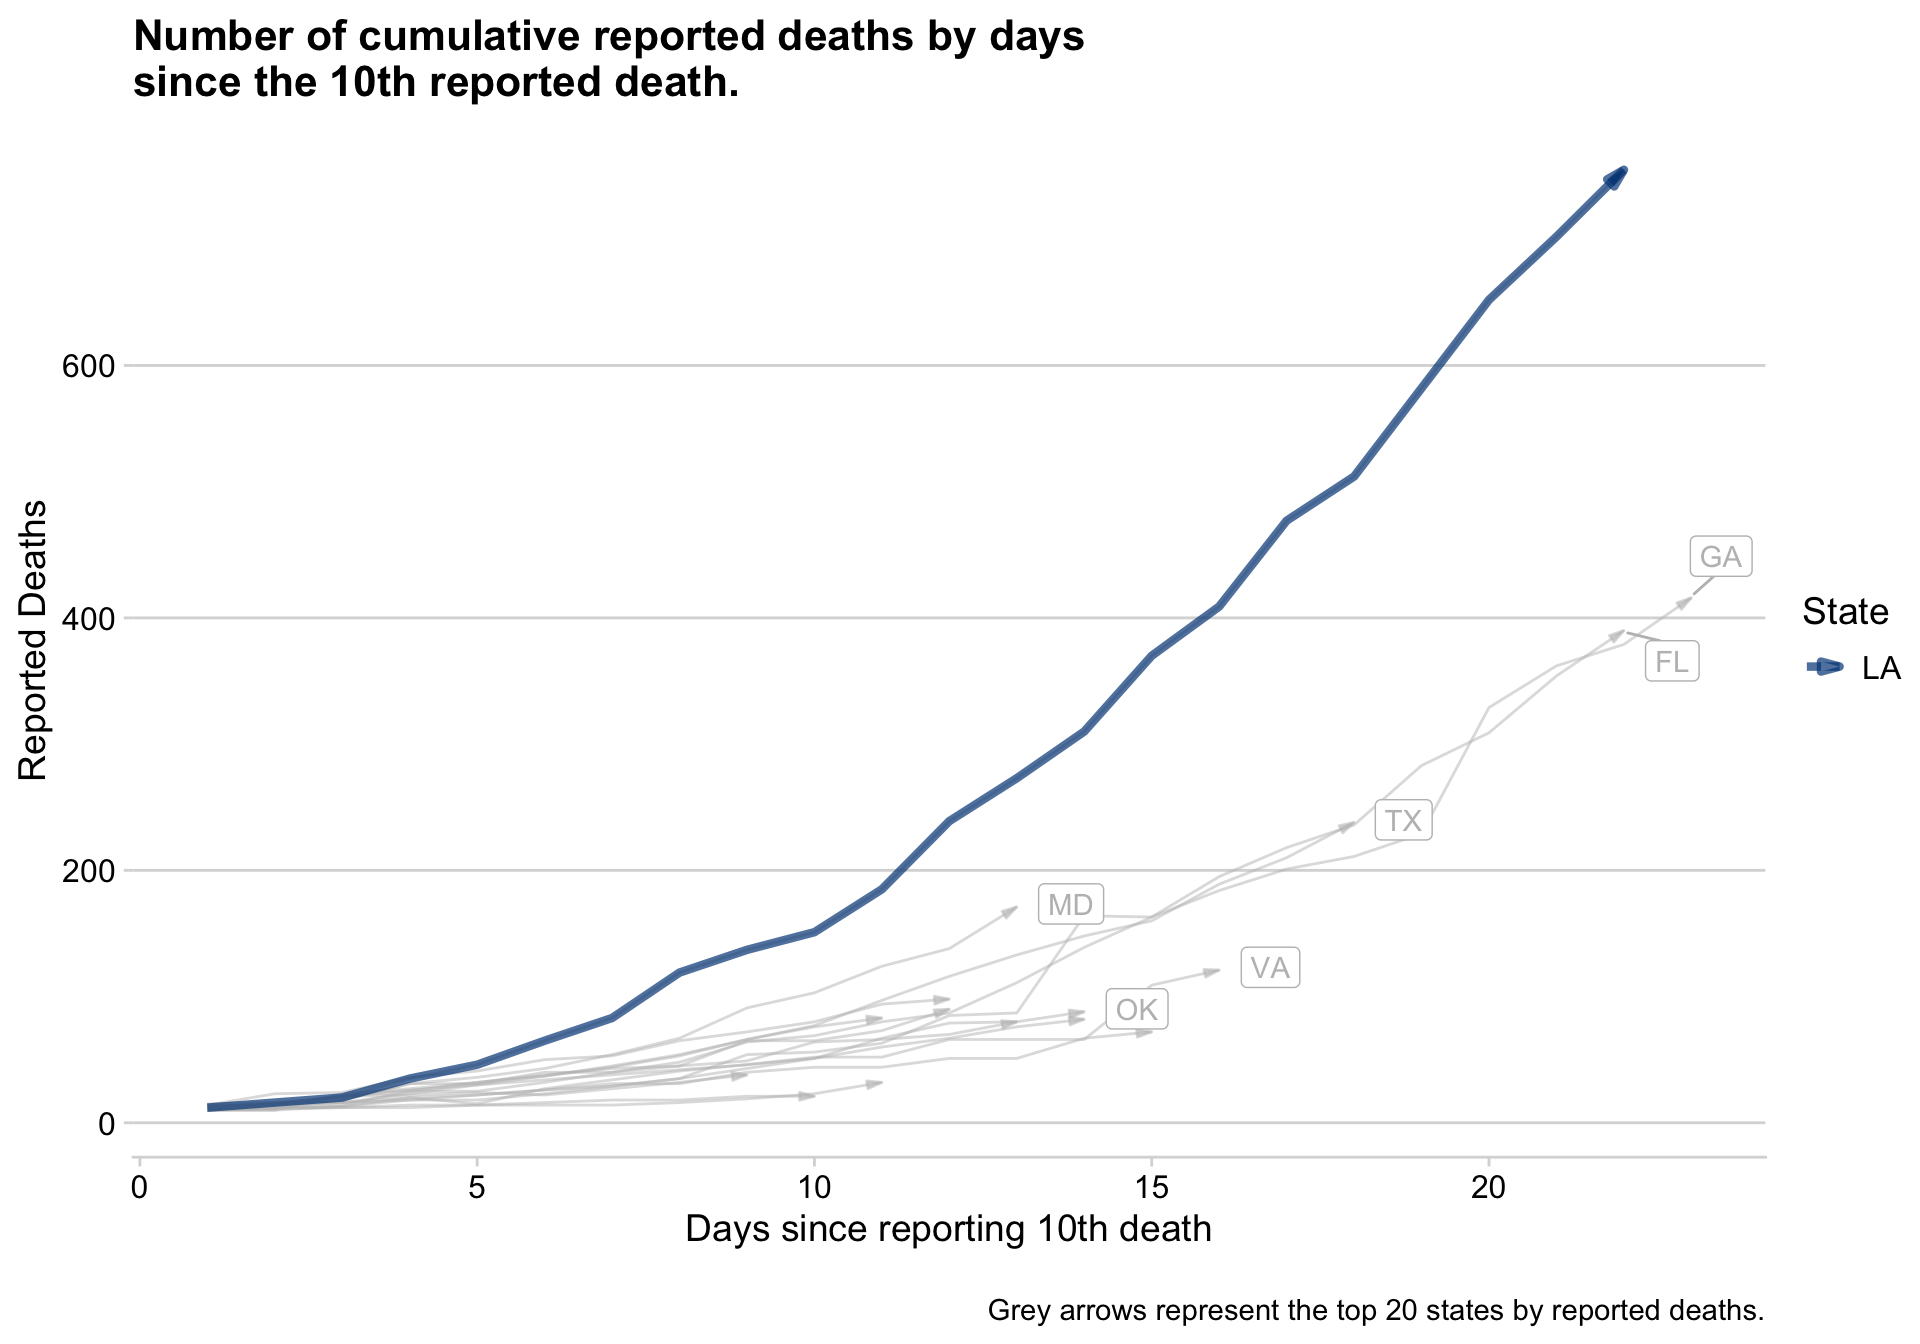 Number of cumulative reported deaths by days
since the 10th reported death.
Reported Deaths
600
400
200
0
GA
FL
TX
MD
VA
OK
State
LA
0 5 10 15 20
Days since reporting 10th death
Grey arrows represent the top 20 states by reported deaths.